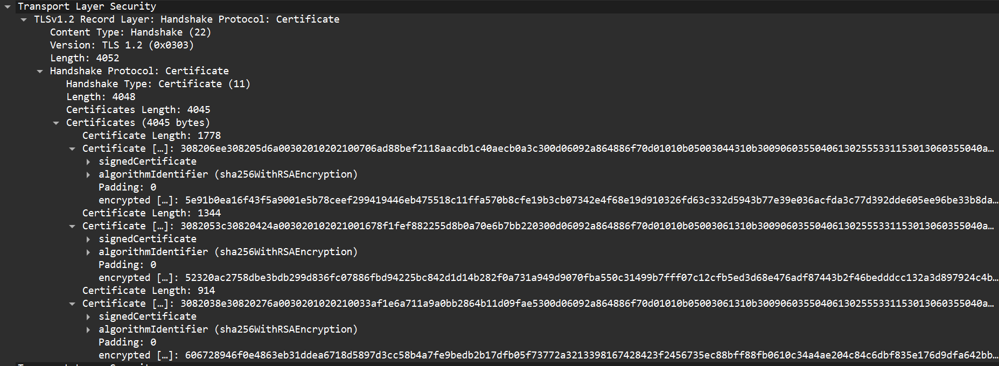 Transport Layer Security
TLSv1.2 Record Layer: Handshake Protocol: Certificate
Content Type: Handshake (22)
Version: TLS 1.2 (0x0303)
Length: 4052
Handshake Protocol: Certificate
Handshake Type: Certificate (11)
Length: 4048
Certificates Length: 4045
Certificates (4045 bytes)
Certificate Length: 1778
Certificate […]: 308206ee308205d6a00302010202100706ad88bef2118aacdb1c40aecb0a3c300d06092a864886f70d01010b05003044310b300906035504061302555331153013060355040a…
signedCertificate
algorithmIdentifier (sha256WithRSAEncryption)
Padding: 0
encrypted […]: 5e91b0ea16f43f5a9001e5b78ceef299419446eb475518c11ffa570b8cfe19b3cb07342e4f68e19d910326fd63c332d5943b77e39e036acfda3c77d392dde605ee96be33b8da…
Certificate Length: 1344
Certificate […]: 3082053c30820424a003020102021001678f1fef882255d8b0a70e6b7bb220300d06092a864886f70d01010b05003061310b300906035504061302555331153013060355040a…
signedCertificate
algorithmIdentifier (sha256WithRSAEncryption)
Padding: 0
encrypted […]: 52320ac2758dbe3bdb299d836fc07886fbd94225bc842d1d14b282f0a731a949d9070fba550c31499b7fff07c12cfb5ed3d68e476adf87443b2f46bedddcc132a3d897924c4b…
Certificate Length: 914
Certificate […]: 3082038e30820276a0030201020210033af1e6a711a9a0bb2864b11d09fae5300d06092a864886f70d01010b05003061310b300906035504061302555331153013060355040a…
signedCertificate
algorithmIdentifier (sha256WithRSAEncryption)
Padding: 0
encrypted […]: 606728946f0e4863eb31ddea6718d5897d3cc58b4a7fe9bedb2b17dfb05f73772a3213398167428423f2456735ec88bff88fb0610c34a4ae204c84c6dbf835e176d9dfa642bb…